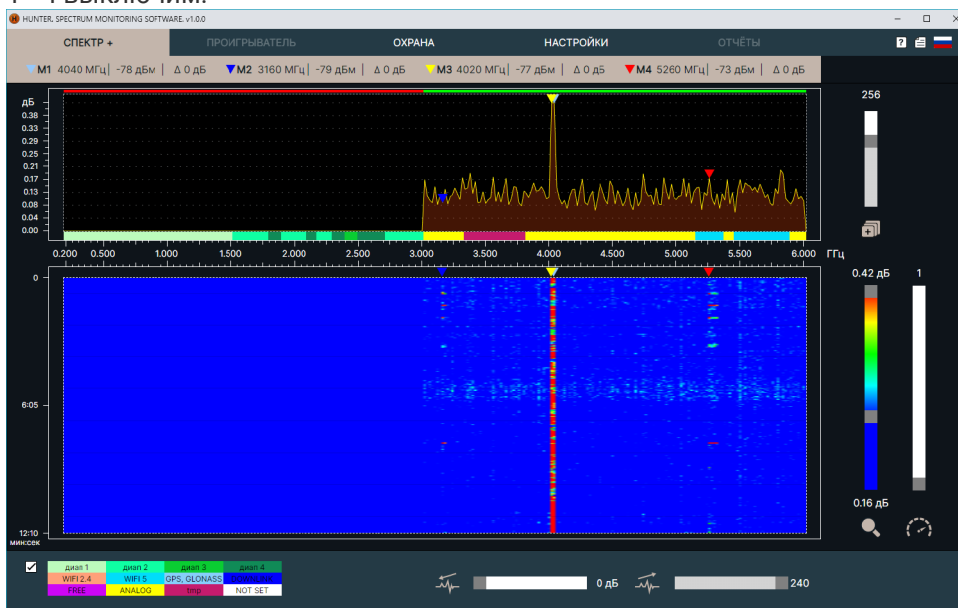 HUNTER. SPECTRUM MONITORING SOFTWARE. v1.0.0
СПЕКТР + ПРОИГРЫВАТЕЛЬ ОХРАНА НАСТРОЙКИ ОТЧЁТЫ
M1 4040 МГц| -78 дБм | Δ 0 дБ M2 3160 МГц| -79 дБм | Δ 0 дБ M3 4020 МГц| -77 дБм | Δ 0 дБ M4 5260 МГц| -73 дБм | Δ 0 дБ
256
дБ
0.38
0.33
0.29
0.25
0.21
0.17
0.13
0.08
0.04
0.00
0.200 0.500 1.000 1.500 2.000 2.500 3.000 3.500 4.000 4.500 5.000 5.500 6.000 ГГц
0 0.42 дБ 1
6:05
0.16 дБ
12:10
мин:сек
диап 1 диап 2 диап 3 диап 4
WIFI 2.4 WIFI 5 GPS, GLONASS
FREE ANALOG tmp NOT SET
0 дБ 240